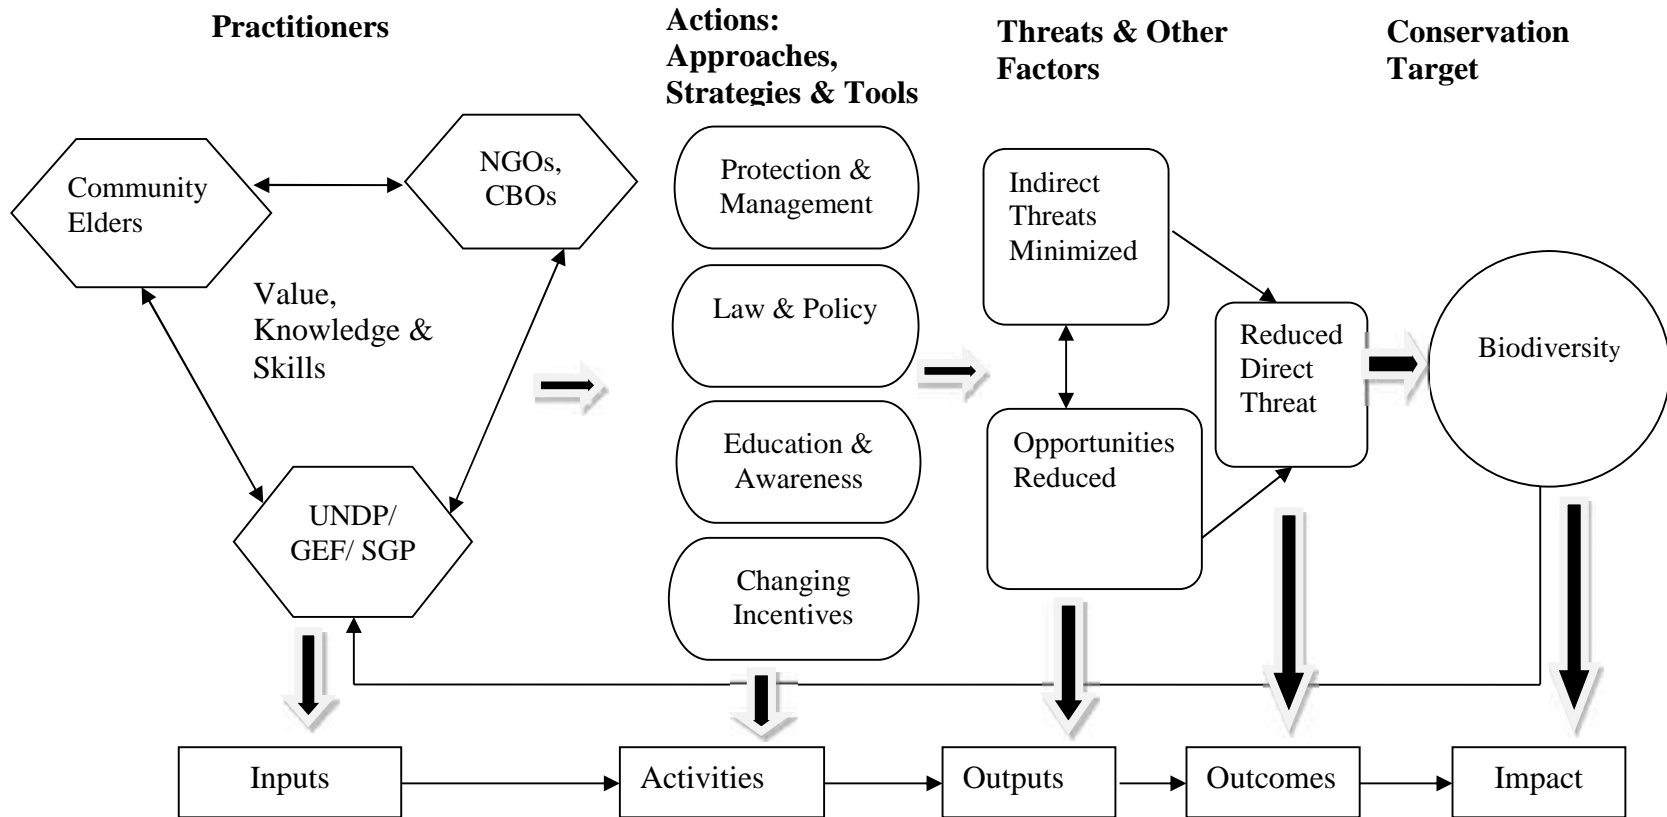 Practitioners
Actions:
Approaches,
Strategies & Tools
Threats & Other
Factors
Conservation
Target
Community
Elders
NGOs,
CBOs
Value,
Knowledge &
Skills
UNDP/
GEF/ SGP
Protection &
Management
Law & Policy
Education &
Awareness
Changing
Incentives
Indirect
Threats
Minimized
Opportunities
Reduced
Reduced
Direct
Threat
Biodiversity
Inputs
Activities
Outputs
Outcomes
Impact